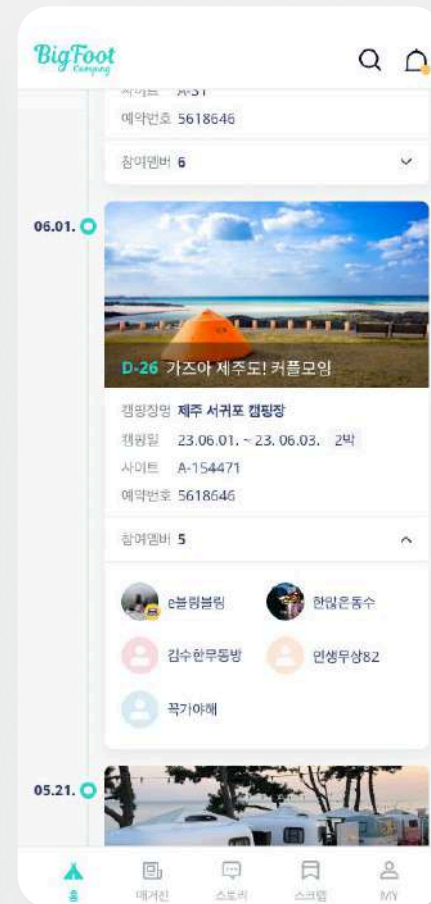 BigFoot
Camping
사이트 A-31
예약번호 5618646
참여멤버 6
06.01.
D-26 가즈아 제주도! 커플모임
캠핑장명 제주 서귀포 캠핑장
캠핑일 23.06.01. ~ 23. 06.03. 2박
사이트 A-154471
예약번호 5618646
참여멤버 5
e블링블링
한많은동수
김수한무동방
인생무상82
꼭가야해
05.21.
홈
매거진
스토리
스크랩
MY